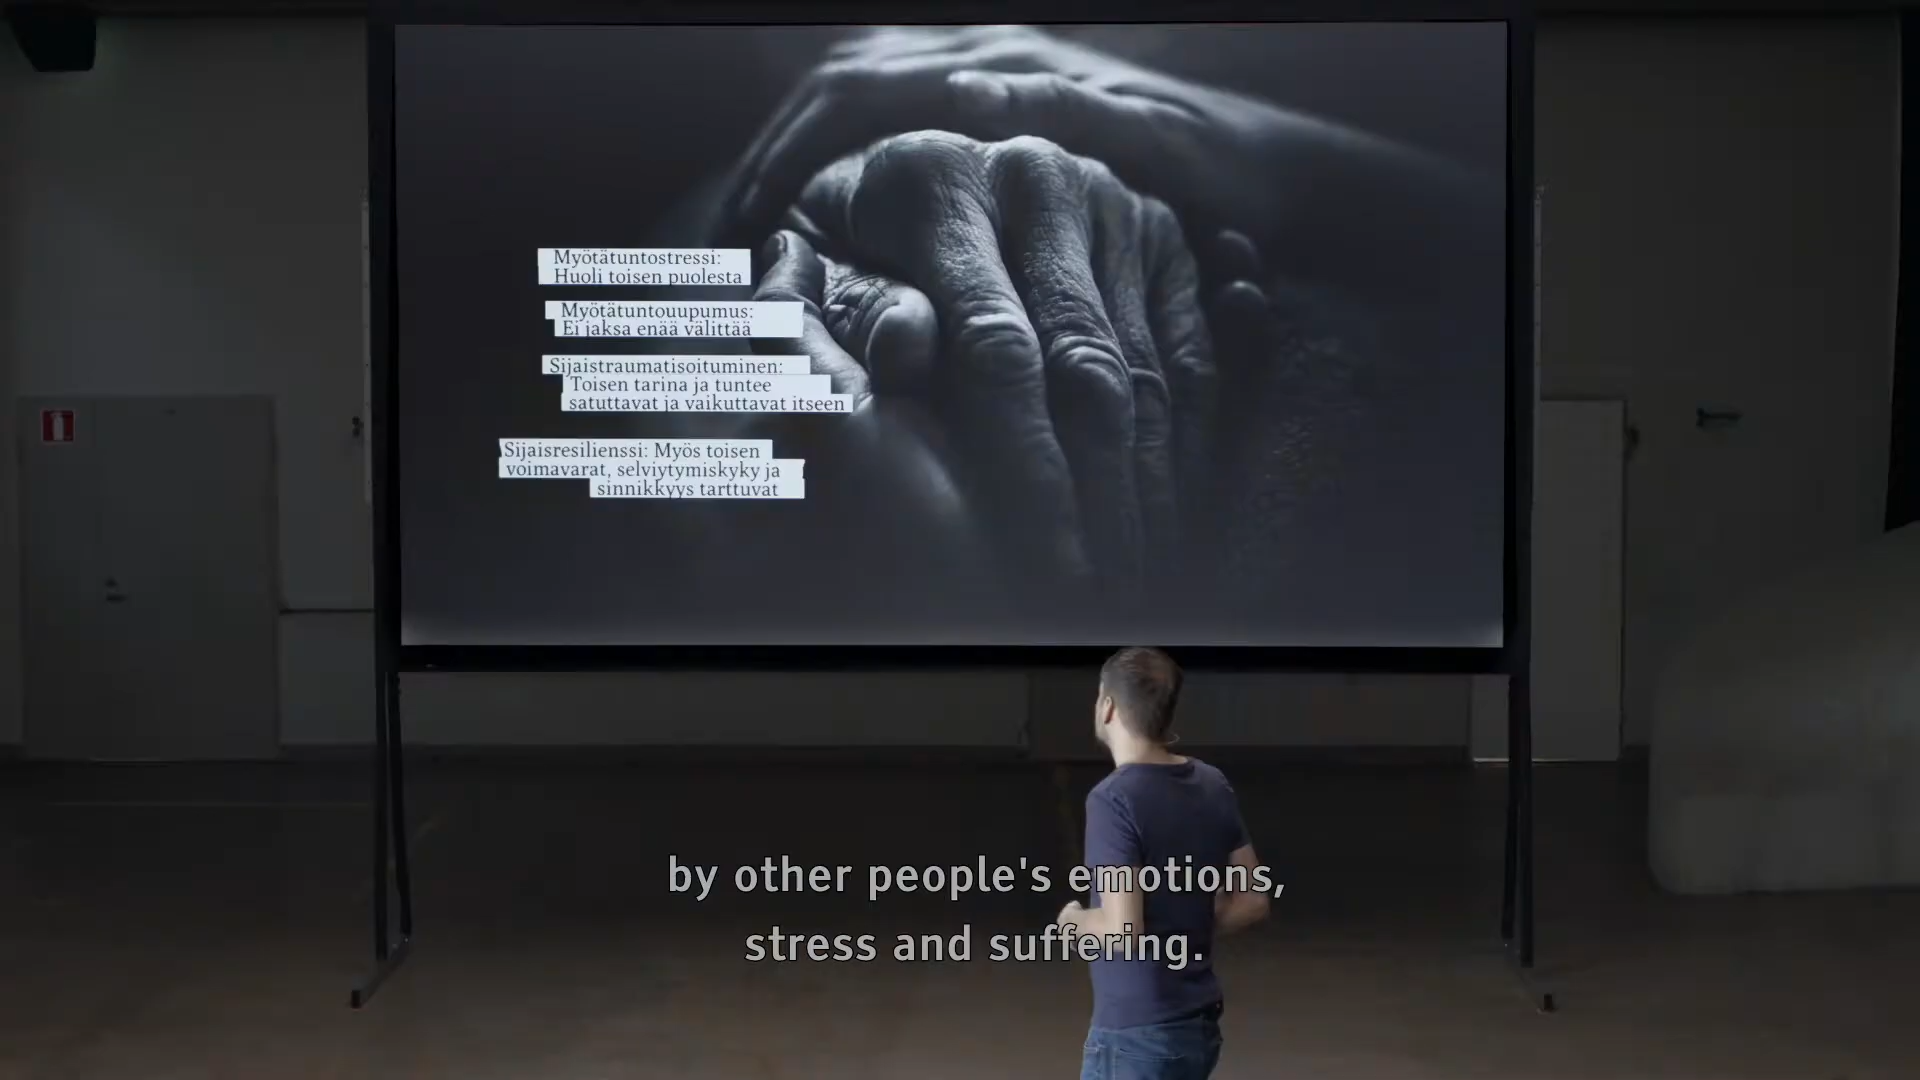 Myötätuntostressi:
Huoli toisen puolesta
Myötätuntouupumus:
Ei jaksa enää välittää
Sijaistraumatisoituminen:
Toisen tarina ja tuntee
satuttavat ja vaikuttavat itseen
Sijaisresilienssi: Myös toisen
voimavarat, selviytymiskyky ja
sinnikkyys tarttuvat
by other people's emotions,
stress and suffering.